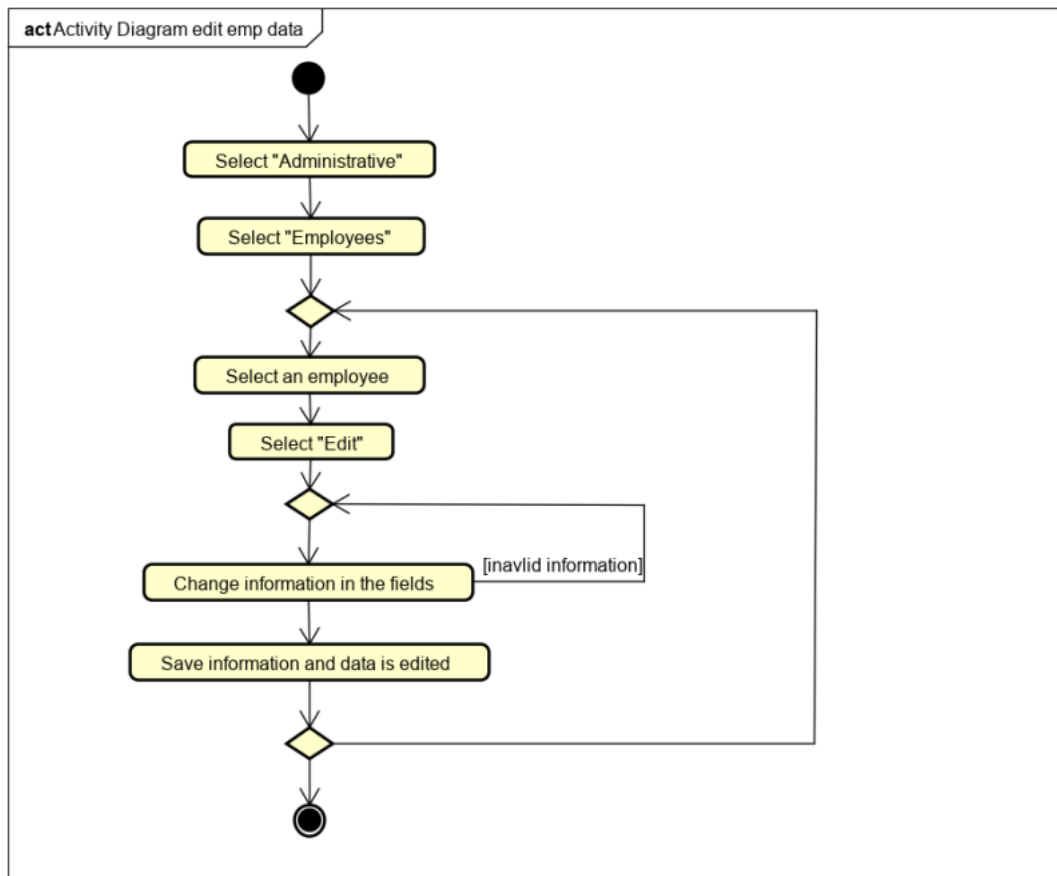 act Activity Diagram edit emp data
Select "Administrative"
Select "Employees"
Select an employee
Select "Edit"
[inavlid information]
Change information in the fields
Save information and data is edited